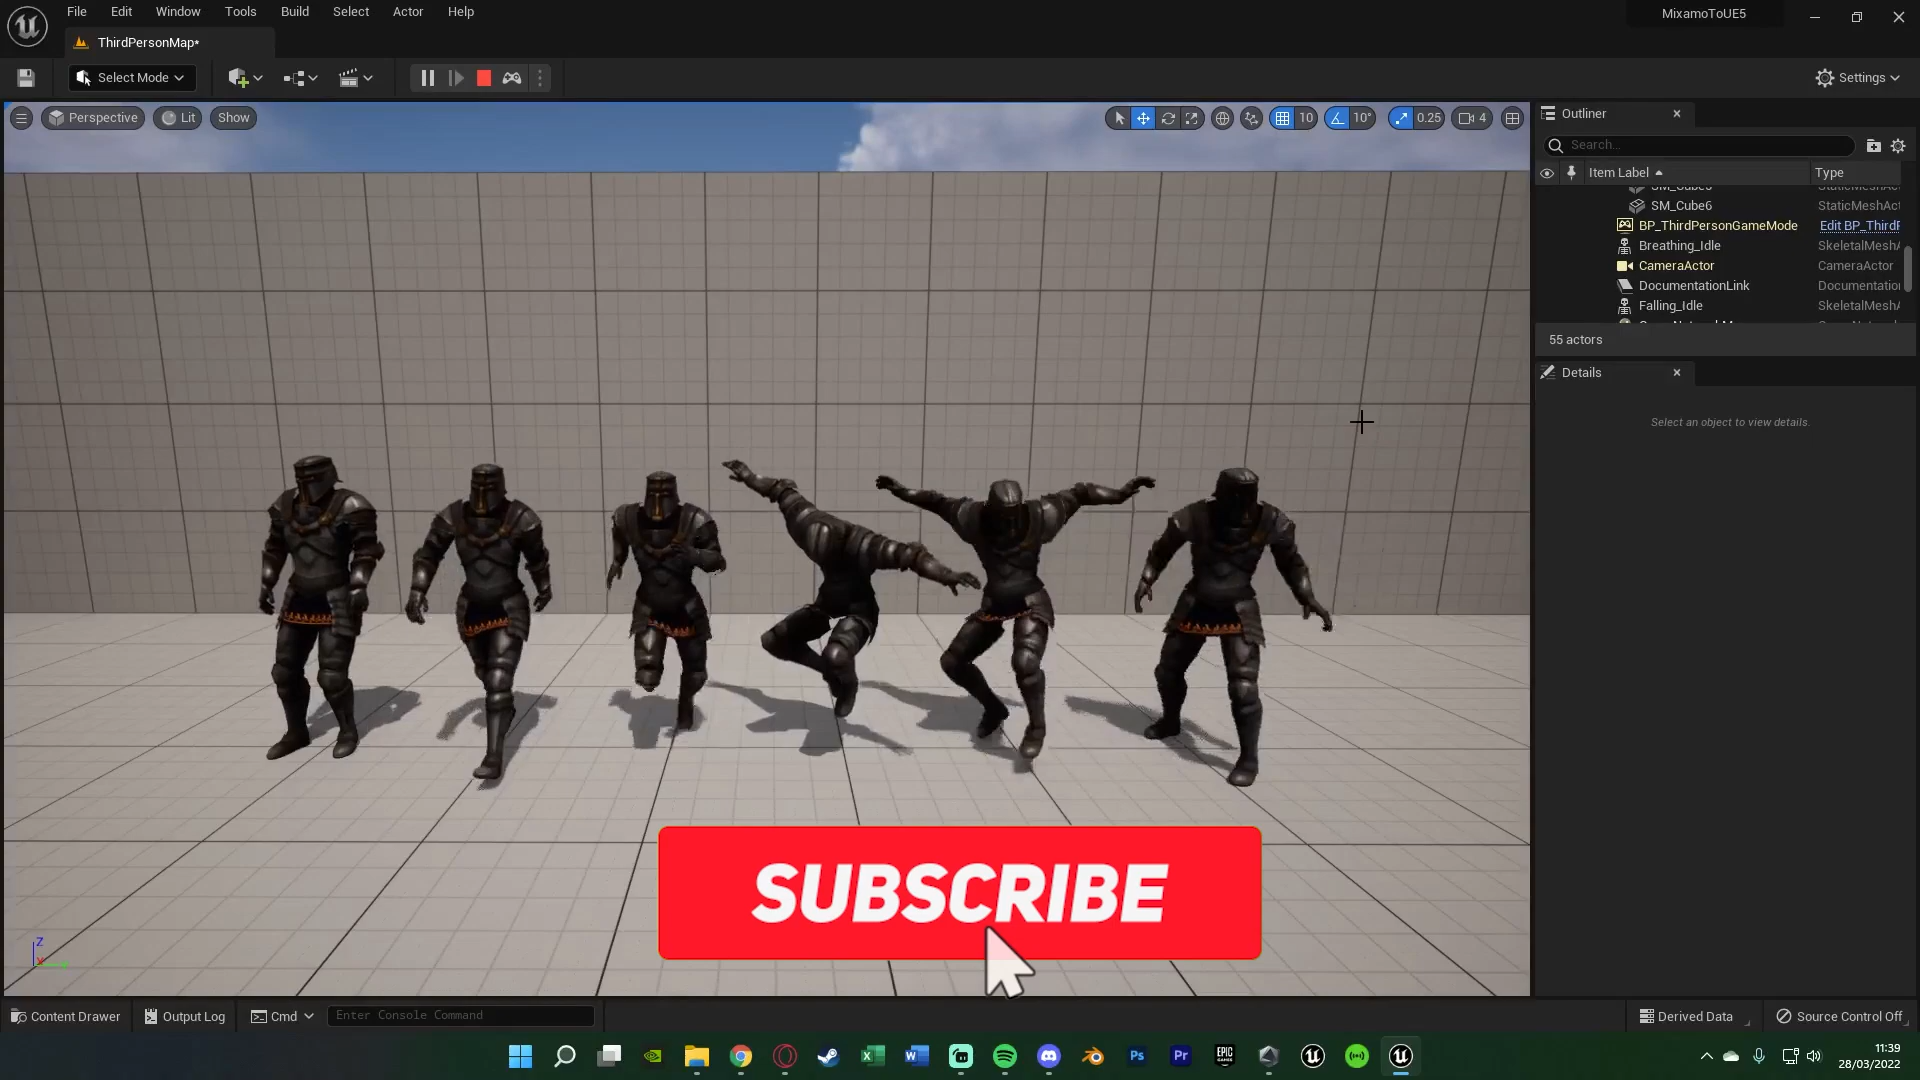 File Edit Window Tools Build Select Actor Help
MixamoToUE5
ThirdPersonMap*
Select Mode
Settings
Perspective Lit Show
10 10° 0.25 4
Outliner
Search...
Item Label Type
SM_Cube6 StaticMeshAct
BP_ThirdPersonGameMode Edit BP_ThirdP
Breathing_Idle SkeletalMeshA
CameraActor CameraActor
DocumentationLink Documentation
Falling_Idle SkeletalMeshA
55 actors
Details
Select an object to view details.
SUBSCRIBE
Z
X
Content Drawer Output Log Cmd Enter Console Command Derived Data Source Control Off
11:39
28/03/2022